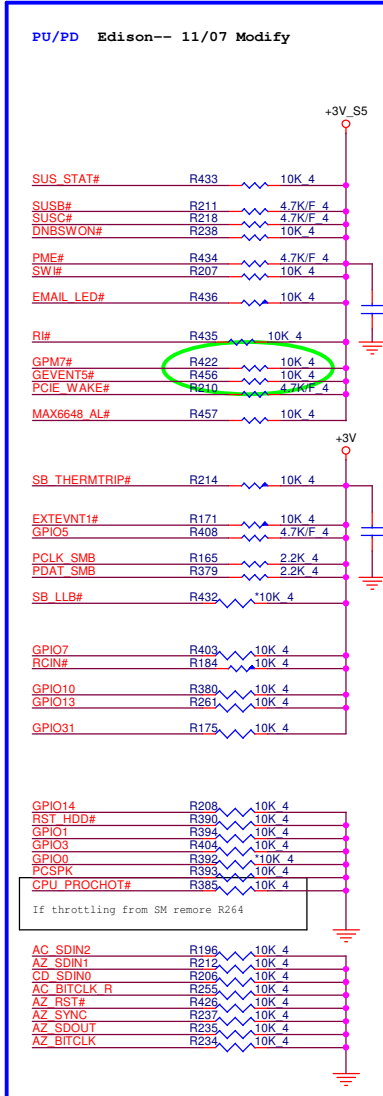 PU/PD Edison-- 11/07 Modify
+3V_S5
SUS_STAT# R433 10K_4
SUSB# R211 4.7K/F_4
SUSC# R218 4.7K/F_4
DNBSWON# R238 10K_4
PME# R434 4.7K/F_4
SWI# R207 10K_4
EMAIL_LED# R436 10K_4
RI# R435 10K_4
GPM7# R422 10K_4
GEVENT5# R456 10K_4
PCIE_WAKE# R210 4.7K/F_4
MAX6648_AL# R457 10K_4
+3V
SB_THERMTRIP# R214 10K_4
EXTEVNT1# R171 10K_4
GPIO5 R408 4.7K/F_4
PCLK_SMB R165 2.2K_4
PDAT_SMB R379 2.2K_4
SB_LLB# R432 *10K_4
GPIO7 R403 10K_4
RCIN# R184 10K_4
GPIO10 R380 10K_4
GPIO13 R261 10K_4
GPIO31 R175 10K_4
GPIO14 R208 10K_4
RST_HDD# R390 10K_4
GPIO1 R394 10K_4
GPIO3 R404 10K_4
GPIO0 R392 *10K_4
PCSPK R393 10K_4
CPU_PROCHOT# R385 10K_4
If throttling from SM remore R264
AC_SDIN2 R196 10K_4
AZ_SDIN1 R212 10K_4
CD_SDIN0 R206 10K_4
AC_BITCLK_R R255 10K_4
AZ_RST# R426 10K_4
AZ_SYNC R237 10K_4
AZ_SDOUT R235 10K_4
AZ_BITCLK R234 10K_4